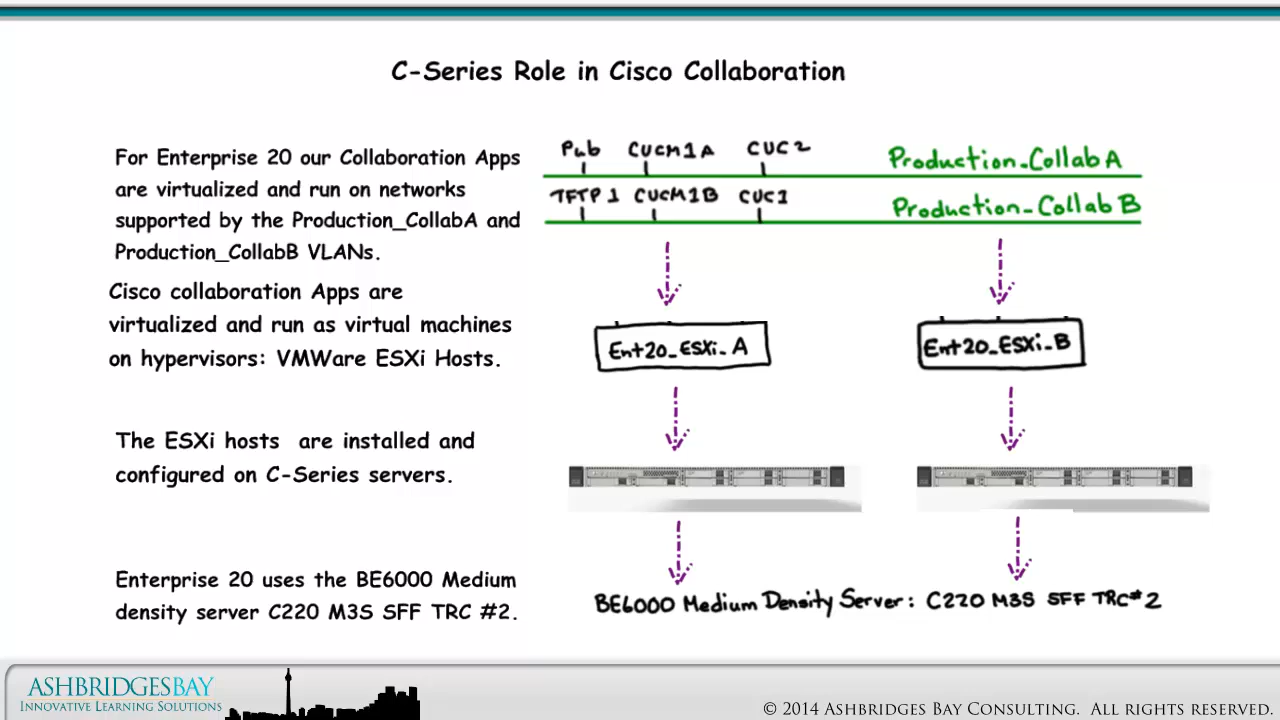 C-Series Role in Cisco Collaboration
For Enterprise 20 our Collaboration Apps
are virtualized and run on networks
supported by the Production_CollabA and
Production_CollabB VLANs.
Cisco collaboration Apps are
virtualized and run as virtual machines
on hypervisors: VMWare ESXi Hosts.
The ESXi hosts are installed and
configured on C-Series servers.
Enterprise 20 uses the BE6000 Medium
density server C220 M3S SFF TRC #2.
Pub CUCM1A CUC2 Production_CollabA
TFTP1 CUCM1B CUC1 Production_CollabB
Ent20_ESXi_A Ent20_ESXi_B
BE6000 Medium Density Server: C220 M3S SFF TRC#2
ASHBRIDGESBAY
INNOVATIVE LEARNING SOLUTIONS
© 2014 ASHBRIDGES BAY CONSULTING. ALL RIGHTS RESERVED.